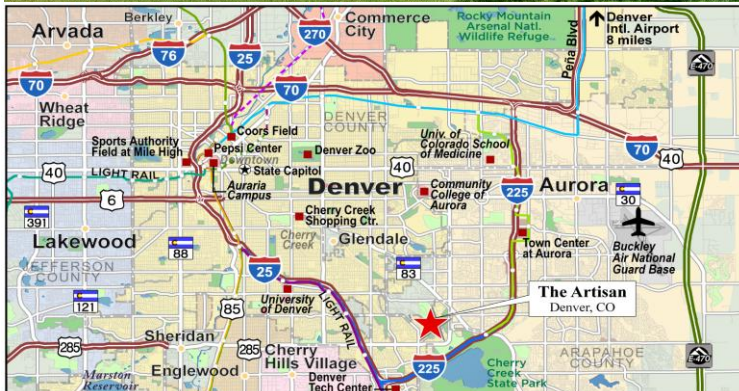 Berkley
Arvada
76
25
270
Commerce
City
Rocky Mountain
Arsenal Natl.
Wildlife Refuge
Peña Blvd
Denver
Intl. Airport
8 miles
E-470
70
Wheat
Ridge
70
DENVER
COUNTY
Coors Field
Sports Authority
Field at Mile High
Pepsi Center
Downtown
Denver Zoo
Univ. of
Colorado School
of Medicine
70
40
LIGHT RAIL
State Capitol
40
40
Auraria
Campus
Denver
Community
College of
Aurora
225
Aurora
6
391
30
Cherry Creek
Shopping Ctr.
Lakewood
88
Cherry
Creek
Glendale
Town Center
at Aurora
Buckley
Air National
Guard Base
JEFFERSON
COUNTY
25
83
121
85
University
of Denver
LIGHT RAIL
The Artisan
Denver, CO
285
Sheridan
285
Cherry
Hills Village
225
Cherry
Creek
State Park
ARAPAHOE
COUNTY
E-470
Marston
Reservoir
Englewood
Denver
Tech Center